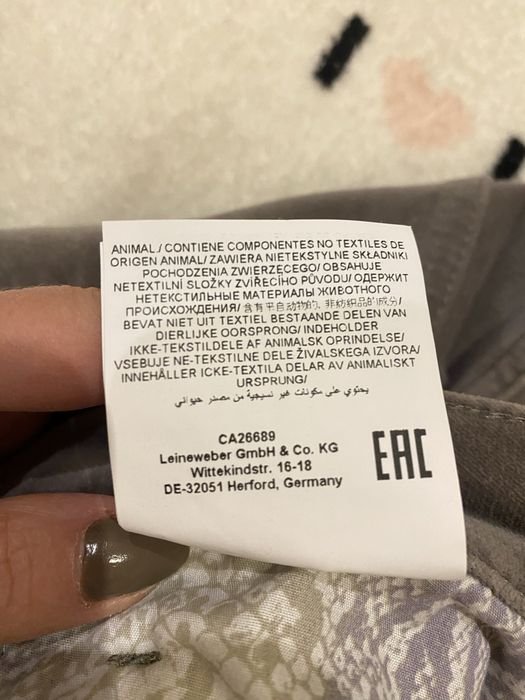 ANIMAL / CONTIENE COMPONENTES NO TEXTILES DE
ORIGEN ANIMAL/ ZAWIERA NIETEKSTYLNE SKŁADNIKI
POCHODZENIA ZWIERZĘCEGO/ OBSAHUJE
NETEXTILNÍ SLOŽKY ZVÍŘECÍHO PŮVODU/ ОДЕРЖИТ
НЕТЕКСТИЛЬНЫЕ МАТЕРИАЛЫ ЖИВОТНОГО
ПРОИСХОЖДЕНИЯ/ 含有平自动物的, 非纺织品的成分/
BEVAT NIET UIT TEXTIEL BESTAANDE DELEN VAN
DIERLIJKE OORSPRONG/ INDEHOLDER
IKKE-TEKSTILDELE AF ANIMALSK OPRINDELSE/
VSEBUJE NE-TEKSTILNE DELE ŽIVALSKEGA IZVORA/
INNEHÅLLER ICKE-TEXTILA DELAR AV ANIMALISKT
URSPRUNG/
يحتوي على مكونات غير نسيجية من مصدر حيواني
CA26689
Leineweber GmbH & Co. KG
Wittekindstr. 16-18
DE-32051 Herford, Germany
EAC